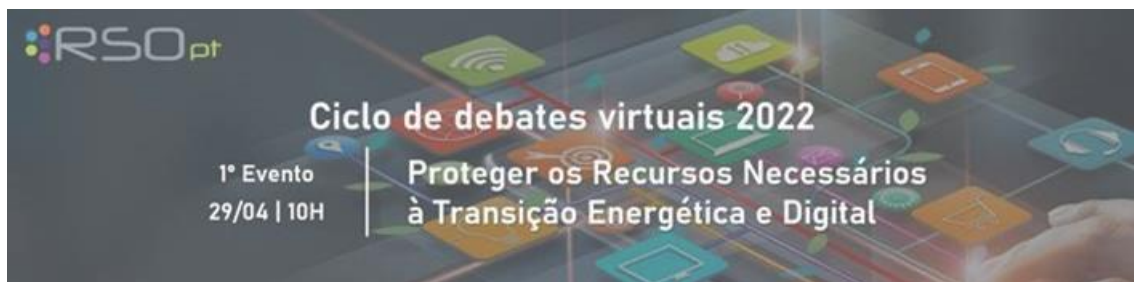 RSOpt
Ciclo de debates virtuais 2022
1º Evento
29/04 | 10H
Proteger os Recursos Necessários
à Transição Energética e Digital